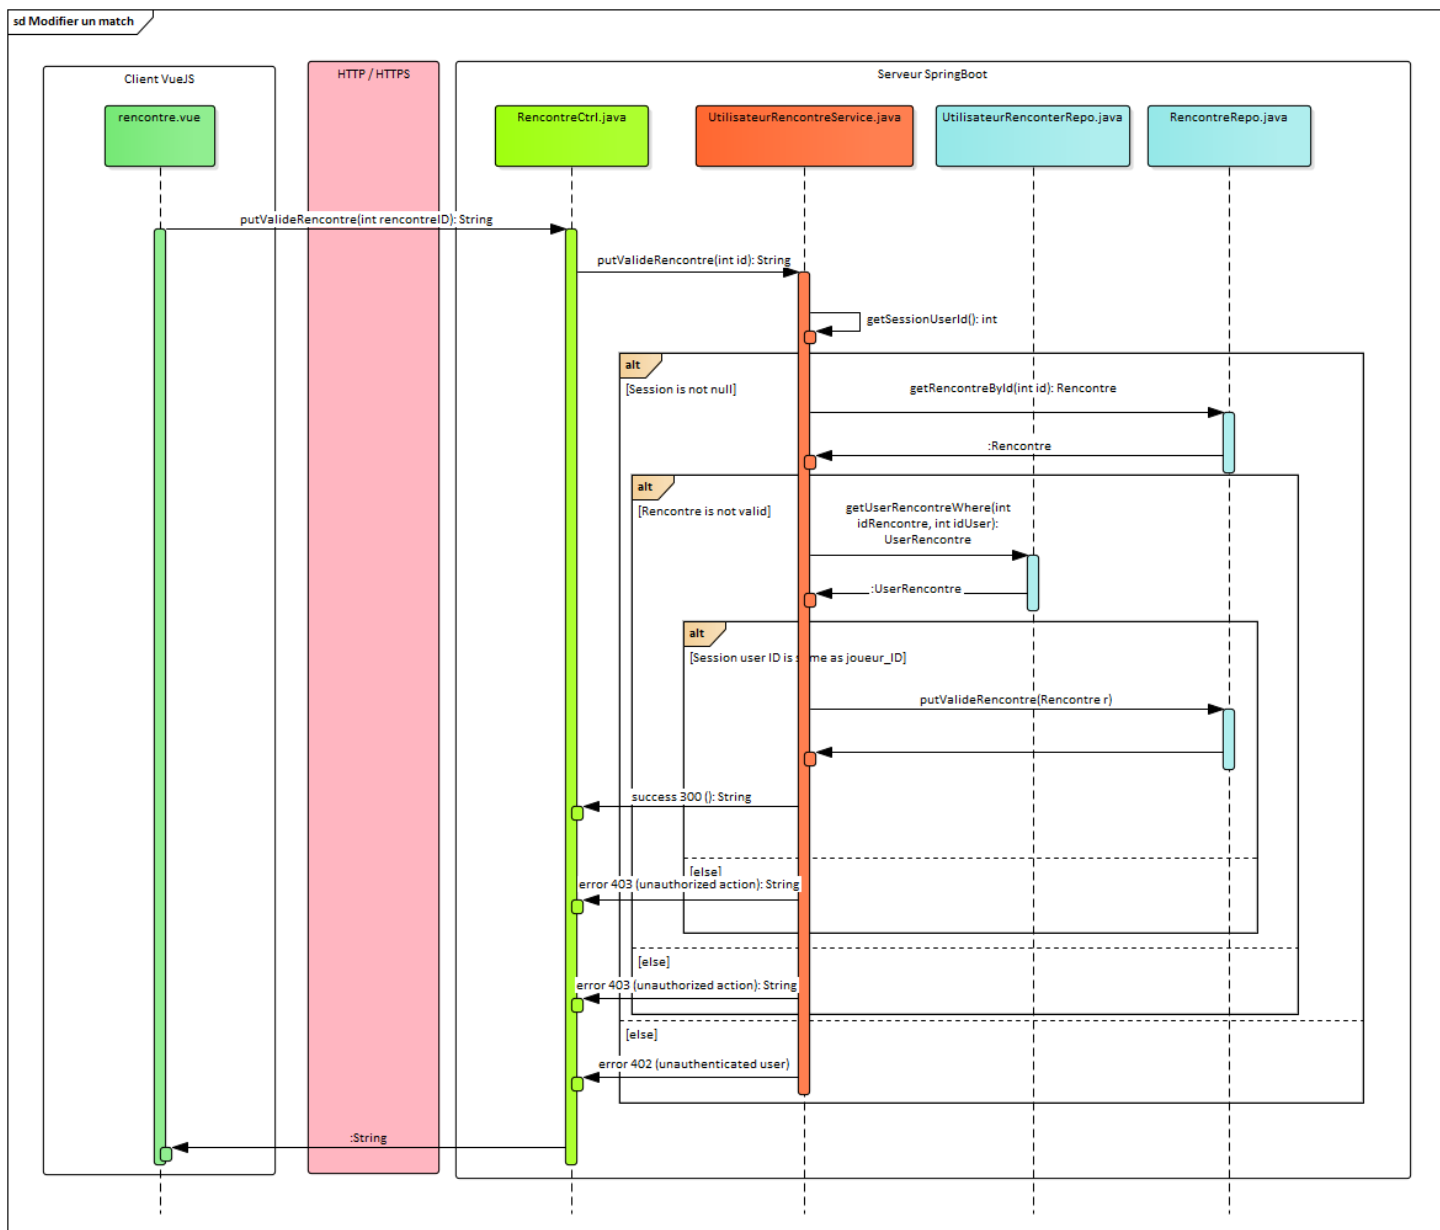 sd Modifier un match
Client VueJS
HTTP / HTTPS
Serveur SpringBoot
rencontre.vue
RencontreCtrl.java
UtilisateurRencontreService.java
UtilisateurRenconterRepo.java
RencontreRepo.java
putValideRencontre(int rencontreID): String
putValideRencontre(int id): String
getSessionUserId(): int
alt
[Session is not null]
getRencontreById(int id): Rencontre
:Rencontre
alt
[Rencontre is not valid]
getUserRencontreWhere(int
idRencontre, int idUser):
UserRencontre
:UserRencontre
alt
[Session user ID is same as joueur_ID]
putValideRencontre(Rencontre r)
success 300 (): String
[else]
error 403 (unauthorized action): String
[else]
error 403 (unauthorized action): String
[else]
error 402 (unauthenticated user)
:String